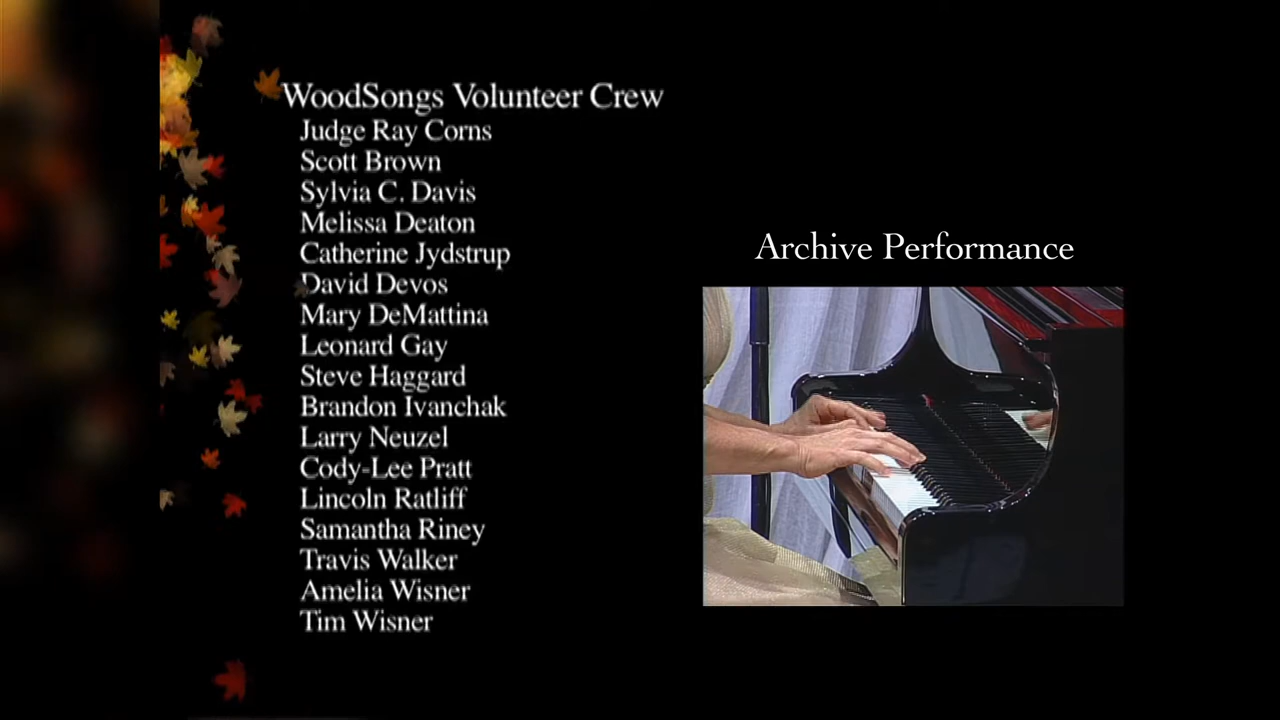 WoodSongs Volunteer Crew
Judge Ray Corns
Scott Brown
Sylvia C. Davis
Melissa Deaton
Catherine Jydstrup
David Devos
Mary DeMattina
Leonard Gay
Steve Haggard
Brandon Ivanchak
Larry Neuzel
Cody-Lee Pratt
Lincoln Ratliff
Samantha Riney
Travis Walker
Amelia Wisner
Tim Wisner
Archive Performance